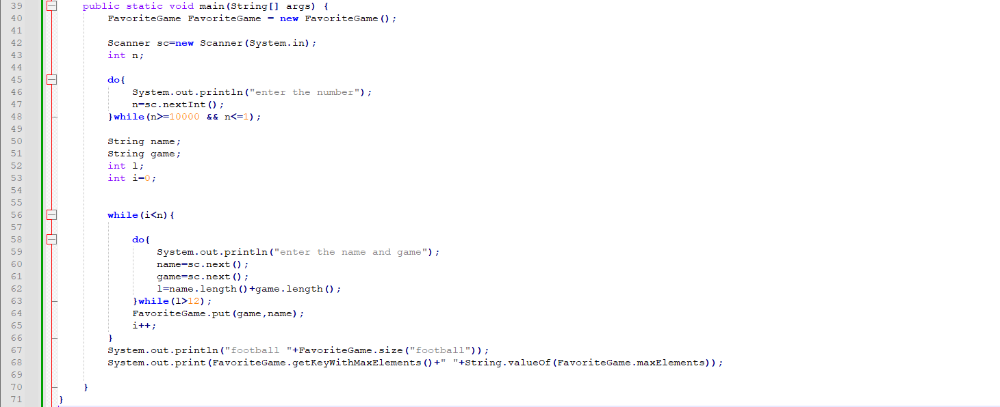 39 public static void main(String[] args) {
40 FavoriteGame FavoriteGame = new FavoriteGame();
41
42 Scanner sc=new Scanner(System.in);
43 int n;
44
45 do{
46 System.out.println("enter the number");
47 n=sc.nextInt();
48 }while(n>=10000 && n<=1);
49
50 String name;
51 String game;
52 int l;
53 int i=0;
54
55
56 while(i<n){
57
58 do{
59 System.out.println("enter the name and game");
60 name=sc.next();
61 game=sc.next();
62 l=name.length()+game.length();
63 }while(l>12);
64 FavoriteGame.put(game,name);
65 i++;
66 }
67 System.out.println("football "+FavoriteGame.size("football"));
68 System.out.print(FavoriteGame.getKeyWithMaxElements()+" "+String.valueOf(FavoriteGame.maxElements));
69
70 }
71 }